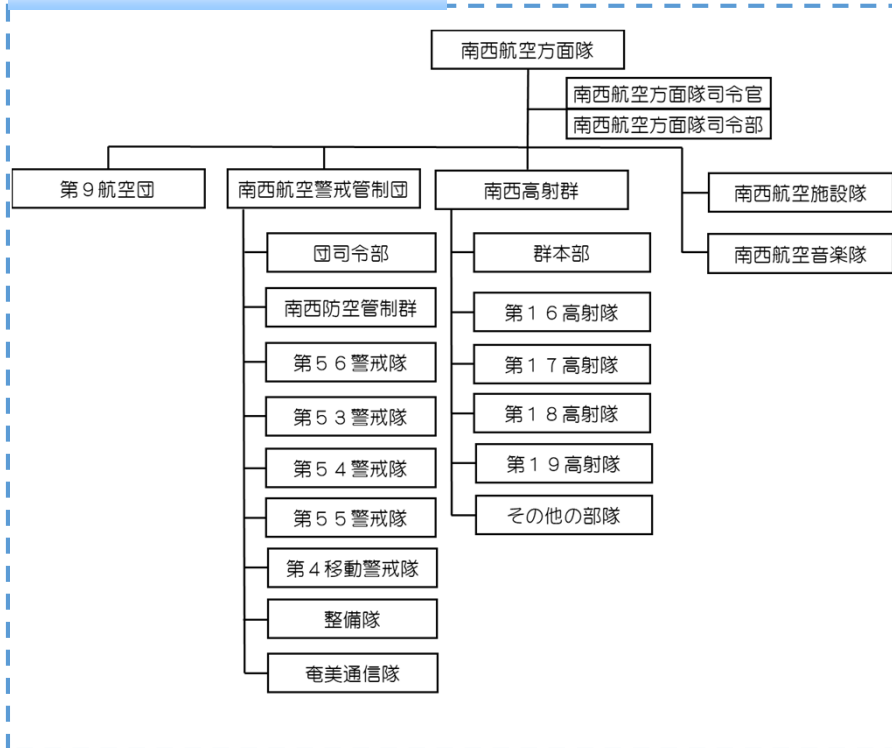 南西航空方面隊
南西航空方面隊司令官
南西航空方面隊司令部
第９航空団
南西航空警戒管制団
団司令部
南西防空管制群
第５６警戒隊
第５３警戒隊
第５４警戒隊
第５５警戒隊
第４移動警戒隊
整備隊
奄美通信隊
南西高射群
群本部
第１６高射隊
第１７高射隊
第１８高射隊
第１９高射隊
その他の部隊
南西航空施設隊
南西航空音楽隊